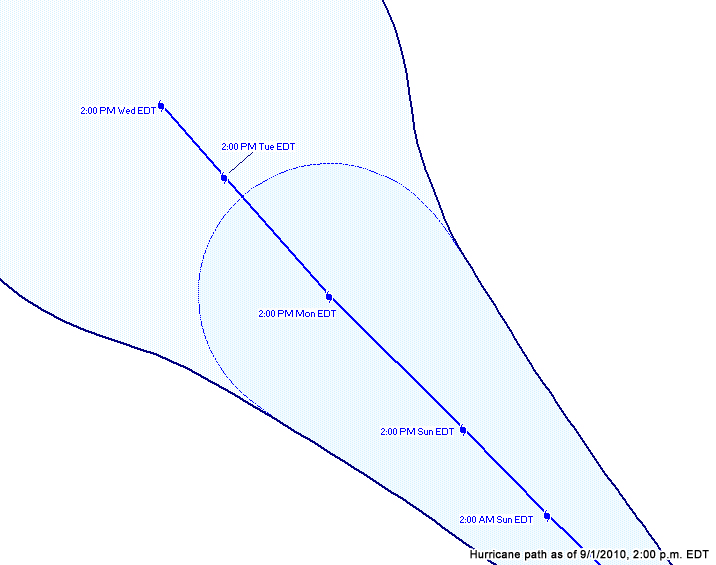 2:00 PM Wed EDT
2:00 PM Tue EDT
2:00 PM Mon EDT
2:00 PM Sun EDT
2:00 AM Sun EDT
Hurricane path as of 9/1/2010, 2:00 p.m. EDT